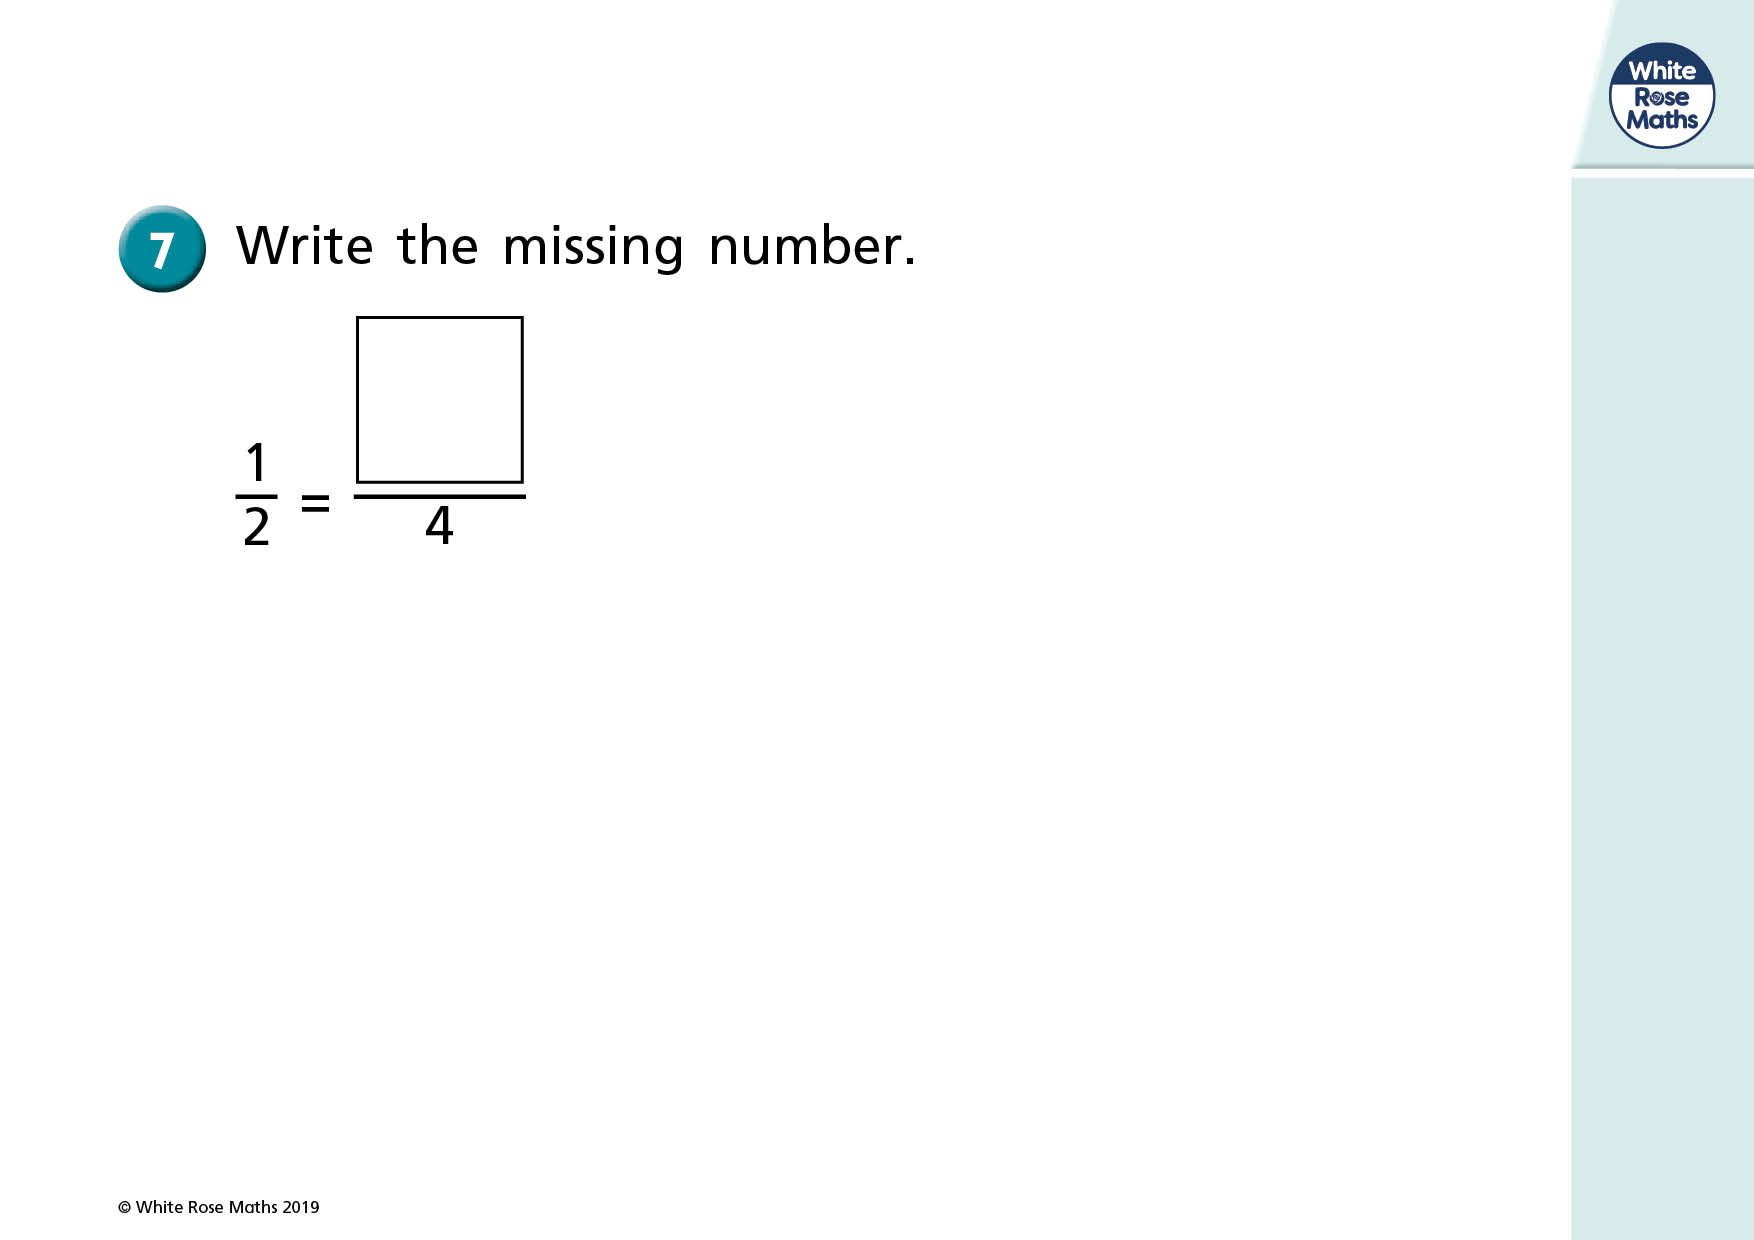 White
Rose
Maths
7 Write the missing number.
1
2
=
4
© White Rose Maths 2019